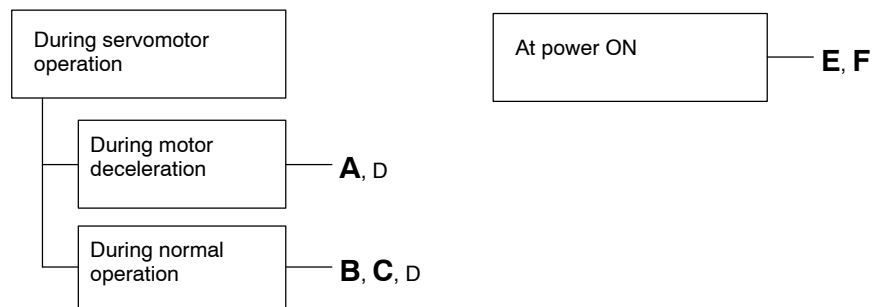 During servomotor
operation
At power ON
E, F
During motor
deceleration
A, D
During normal
operation
B, C, D